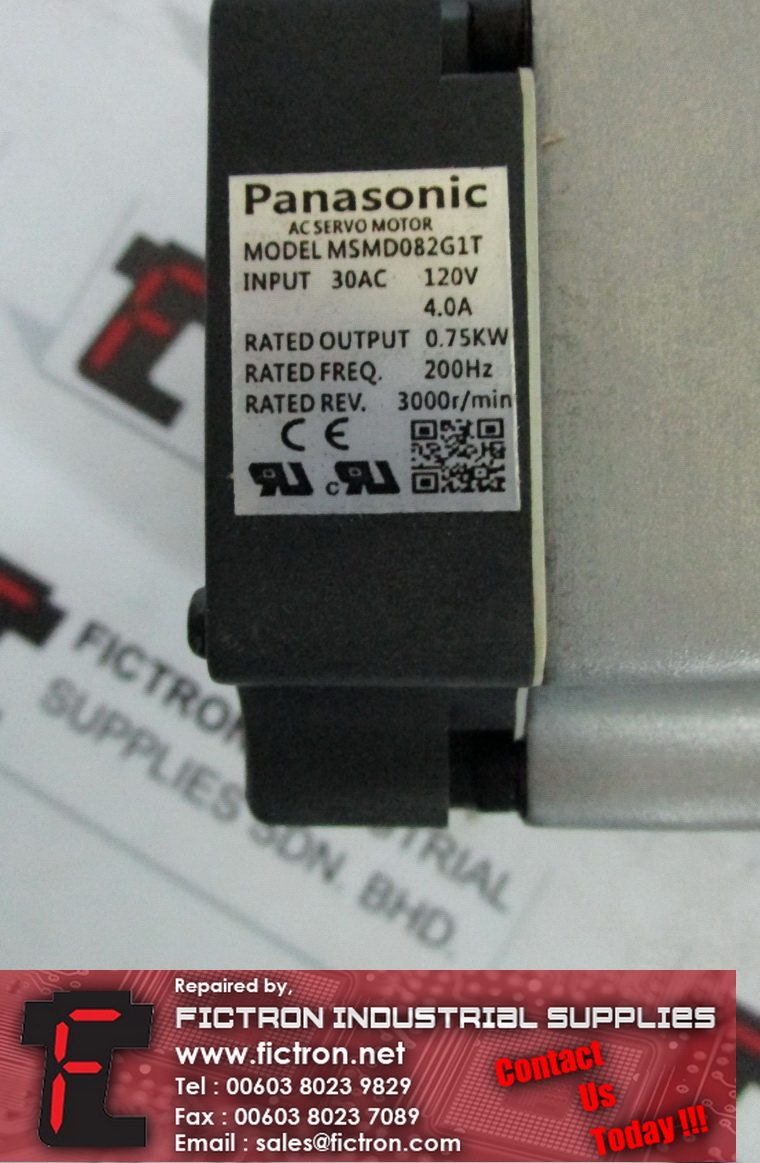 Panasonic
AC SERVO MOTOR
MODEL MSMD082G1T
INPUT 30AC 120V
4.0A
RATED OUTPUT 0.75KW
RATED FREQ. 200Hz
RATED REV. 3000r/min
CE
c
FICTRON INDUSTRIAL
SUPPLIES SDN. BHD.
Repaired by,
FICTRON INDUSTRIAL SUPPLIES
www.fictron.net
Tel : 00603 8023 9829
Fax : 00603 8023 7089
Email : sales@fictron.com
Contact
Us
Today !!!